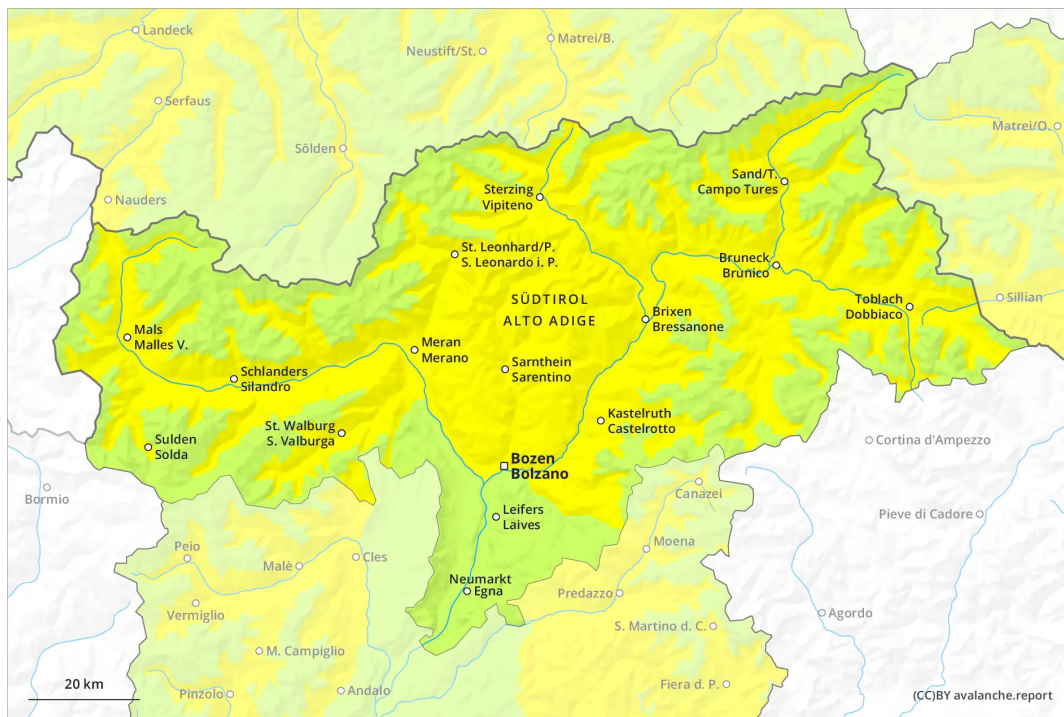 Landeck
Matrei/B.
Neustift/St.
Serfaus
Matrei/O.
Sölden
Sand/T.
Campo Tures
Sterzing
Vipiteno
Nauders
St. Leonhard/P.
S. Leonardo i. P.
Bruneck
Brunico
SÜDTIROL
ALTO ADIGE
Toblach
Dobbiaco
Sillian
Brixen
Bressanone
Mals
Malles V.
Meran
Merano
Sarnthein
Sarentino
Schlanders
Silandro
Kastelruth
Castelrotto
St. Walburg
S. Valburga
Sulden
Solda
Cortina d'Ampezzo
Bozen
Bolzano
Bormio
Canazei
Leifers
Laives
Pieve di Cadore
Moena
Peio
Cles
Malè
Neumarkt
Egna
Predazzo
Vermiglio
Agordo
S. Martino d. C.
M. Campiglio
20 km
Pinzolo
Andalo
Fiera d. P.
(CC)BY avalanche.report